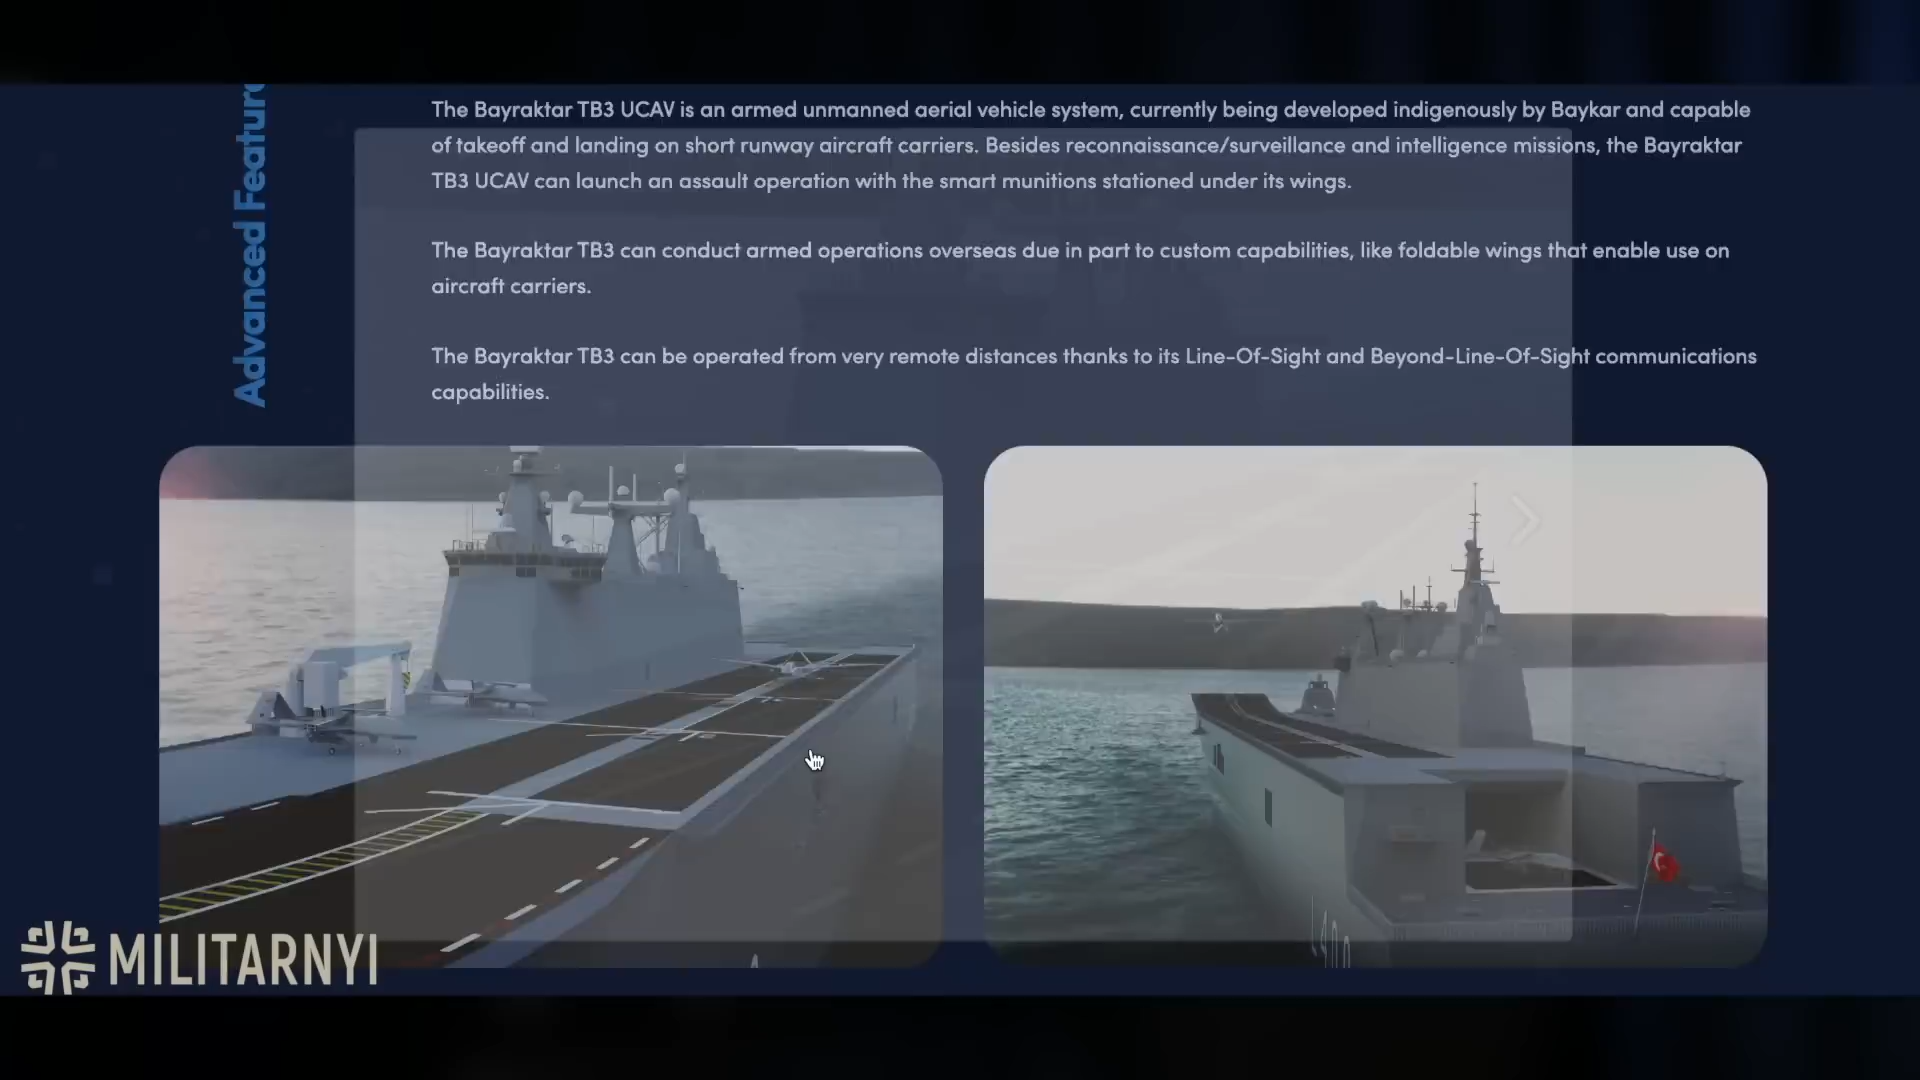 Advanced Featur
The Bayraktar TB3 UCAV is an armed unmanned aerial vehicle system, currently being developed indigenously by Baykar and capable
of takeoff and landing on short runway aircraft carriers. Besides reconnaissance/surveillance and intelligence missions, the Bayraktar
TB3 UCAV can launch an assault operation with the smart munitions stationed under its wings.
The Bayraktar TB3 can conduct armed operations overseas due in part to custom capabilities, like foldable wings that enable use on
aircraft carriers.
The Bayraktar TB3 can be operated from very remote distances thanks to its Line-Of-Sight and Beyond-Line-Of-Sight communications
capabilities.
MILITARNYI